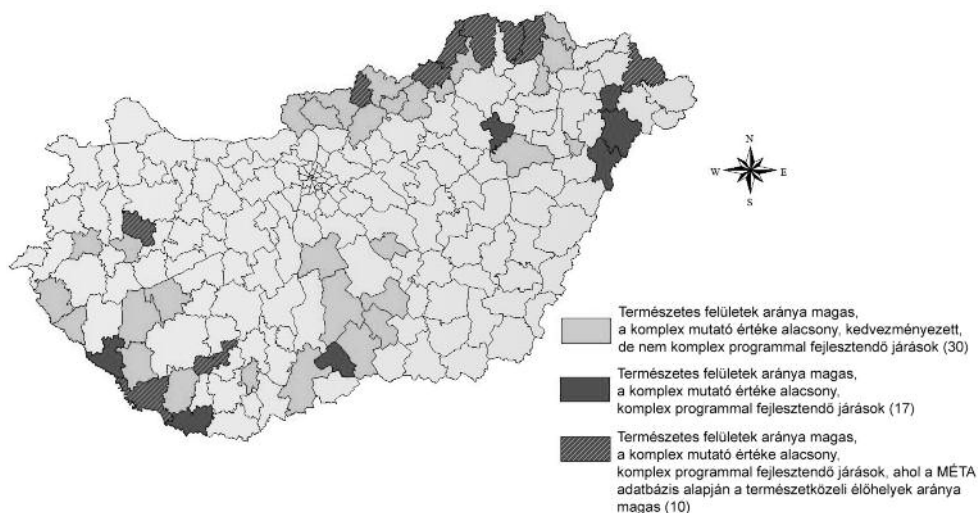 N
W E
S
Természetes felületek aránya magas,
a komplex mutató értéke alacsony, kedvezményezett,
de nem komplex programmal fejlesztendő járások (30)
Természetes felületek aránya magas,
a komplex mutató értéke alacsony,
komplex programmal fejlesztendő járások (17)
Természetes felületek aránya magas,
a komplex mutató értéke alacsony,
komplex programmal fejlesztendő járások, ahol a MÉTA
adatbázis alapján a természetközeli élőhelyek aránya
magas (10)